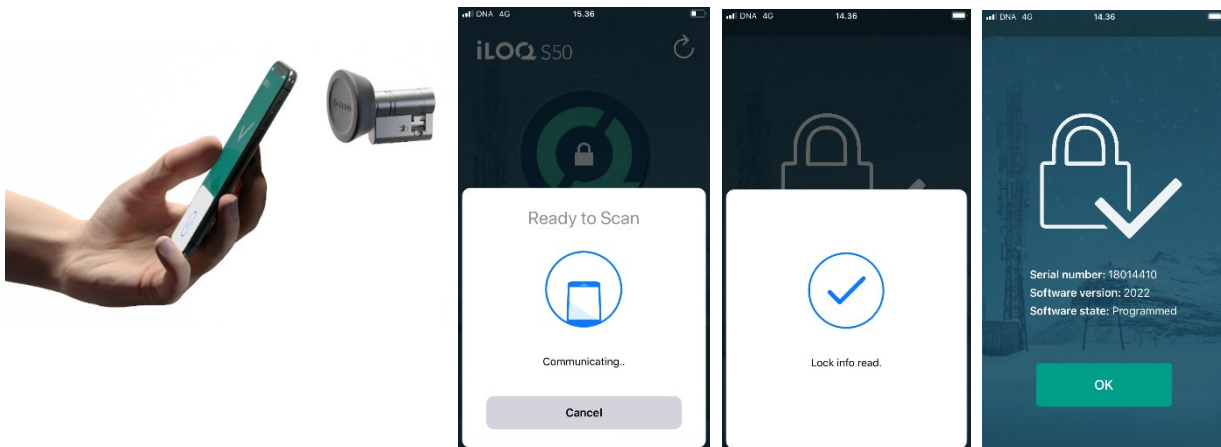 iLOQ
DNA 4G 15.36
iLOQ S50
Ready to Scan
Communicating..
Cancel
DNA 4G 14.36
Lock info read.
DNA 4G 14.36
Serial number: 18014410
Software version: 2022
Software state: Programmed
OK